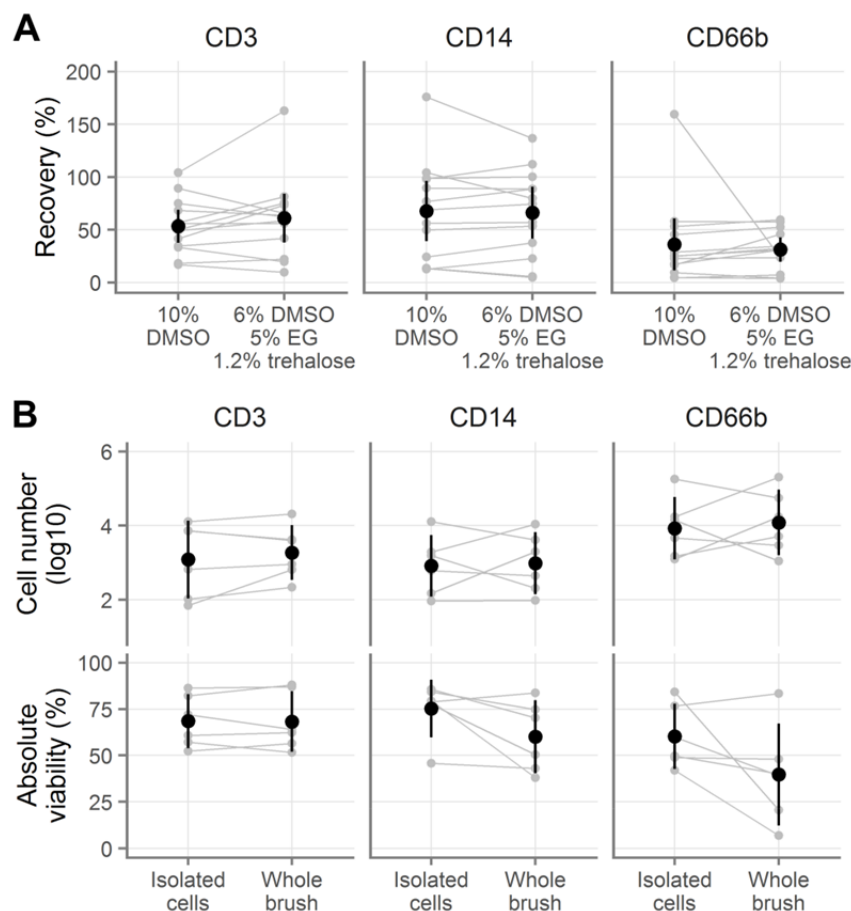 A
CD3 CD14 CD66b
Recovery (%)
200
150
100
50
0
10%
DMSO
6% DMSO
5% EG
1.2% trehalose
10%
DMSO
6% DMSO
5% EG
1.2% trehalose
10%
DMSO
6% DMSO
5% EG
1.2% trehalose
B
CD3 CD14 CD66b
Cell number
(log10)
6
4
2
Absolute
viability (%)
100
75
50
25
0
Isolated
cells
Whole
brush
Isolated
cells
Whole
brush
Isolated
cells
Whole
brush